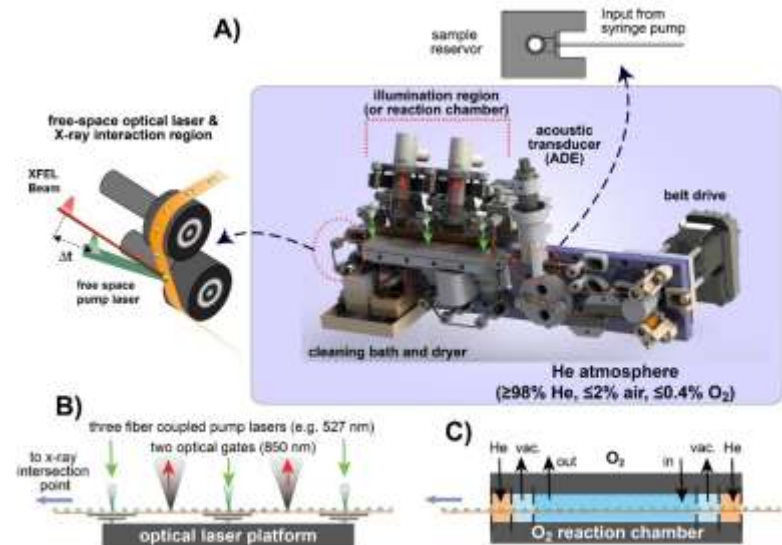 A)
sample
reservor
Input from
syringe pump
illumination region
(or reaction chamber)
free-space optical laser &
X-ray interaction region
acoustic
transducer
(ADE)
XFEL
Beam
belt drive
Δt
free space
pump laser
cleaning bath and dryer
He atmosphere
(≥98% He, ≤2% air, ≤0.4% O₂)
B)
three fiber coupled pump lasers (e.g. 527 nm)
two optical gates (850 nm)
to x-ray
intersection
point
optical laser platform
C)
He
vac.
out
O₂
in
vac.
He
O₂ reaction chamber